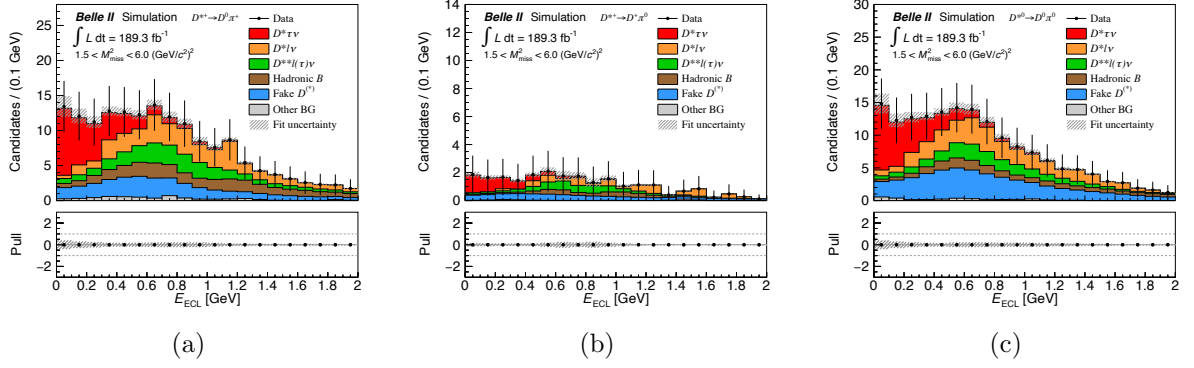 Belle II Simulation D*+→D0π+
∫ L dt = 189.3 fb-1
1.5 < M2miss < 6.0 (GeV/c2)2
Data
D*τν
D*lν
D**l(τ)ν
Hadronic B
Fake D(*)
Other BG
Fit uncertainty
Candidates / (0.1 GeV)
25
20
15
10
5
0
Pull
2
0
−2
0 0.2 0.4 0.6 0.8 1 1.2 1.4 1.6 1.8 2
EECL [GeV]
(a)
Belle II Simulation D*+→D+π0
∫ L dt = 189.3 fb-1
1.5 < M2miss < 6.0 (GeV/c2)2
Data
D*τν
D*lν
D**l(τ)ν
Hadronic B
Fake D(*)
Other BG
Fit uncertainty
Candidates / (0.1 GeV)
14
12
10
8
6
4
2
0
Pull
2
0
−2
0 0.2 0.4 0.6 0.8 1 1.2 1.4 1.6 1.8 2
EECL [GeV]
(b)
Belle II Simulation D*0→D0π0
∫ L dt = 189.3 fb-1
1.5 < M2miss < 6.0 (GeV/c2)2
Data
D*τν
D*lν
D**l(τ)ν
Hadronic B
Fake D(*)
Other BG
Fit uncertainty
Candidates / (0.1 GeV)
30
25
20
15
10
5
0
Pull
2
0
−2
0 0.2 0.4 0.6 0.8 1 1.2 1.4 1.6 1.8 2
EECL [GeV]
(c)